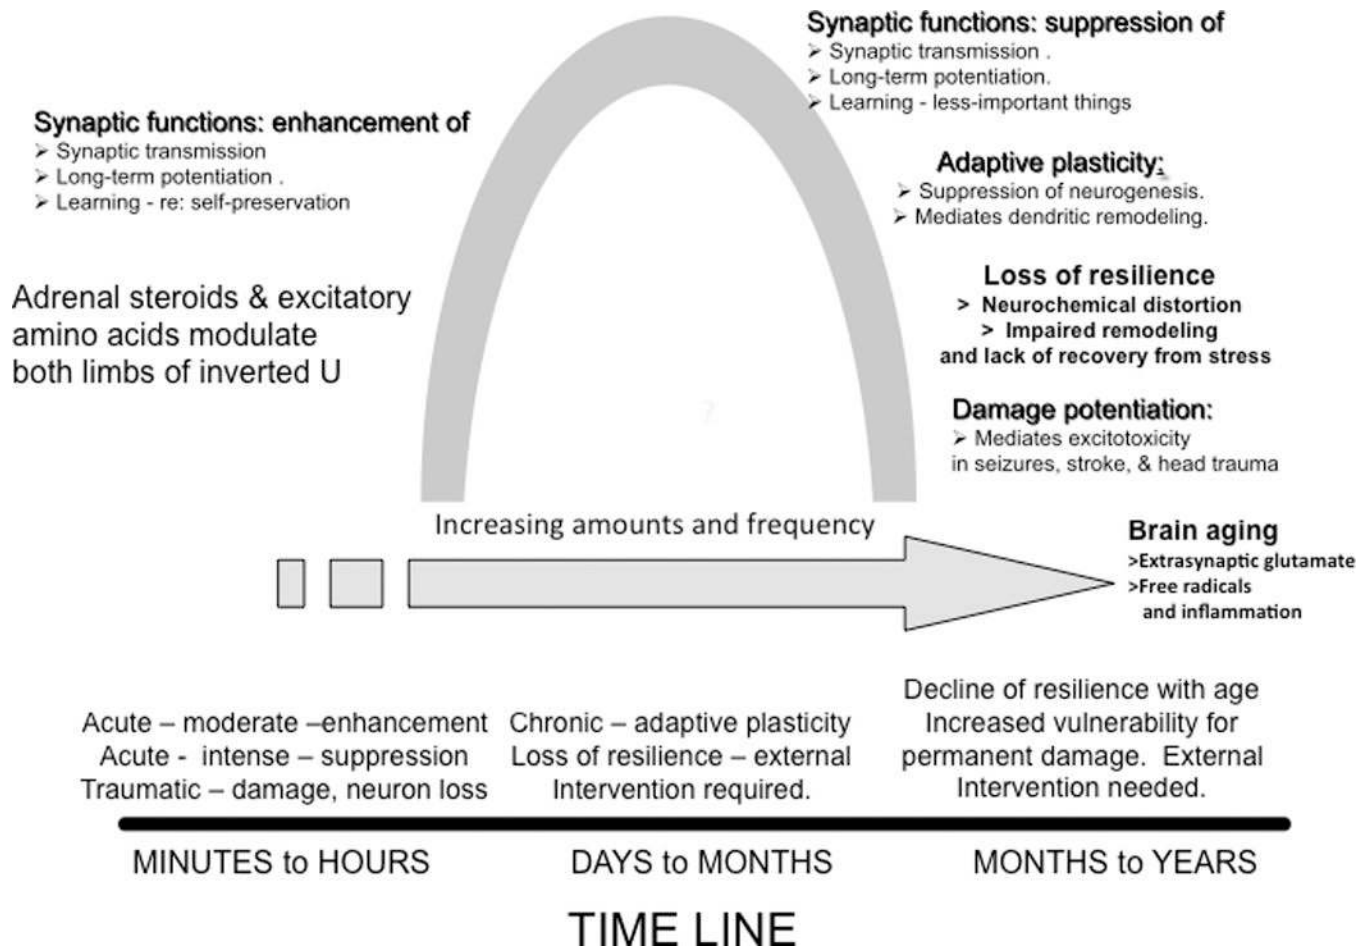 Synaptic functions: enhancement of
➢ Synaptic transmission
➢ Long-term potentiation .
➢ Learning - re: self-preservation
Adrenal steroids & excitatory
amino acids modulate
both limbs of inverted U
Synaptic functions: suppression of
➢ Synaptic transmission .
➢ Long-term potentiation.
➢ Learning - less-important things
Adaptive plasticity:
➢ Suppression of neurogenesis.
➢ Mediates dendritic remodeling.
Loss of resilience
> Neurochemical distortion
> Impaired remodeling
and lack of recovery from stress
Damage potentiation:
➢ Mediates excitotoxicity
in seizures, stroke, & head trauma
?
Increasing amounts and frequency
Brain aging
>Extrasynaptic glutamate
>Free radicals
and inflammation
Acute – moderate –enhancement
Acute - intense – suppression
Traumatic – damage, neuron loss
Chronic – adaptive plasticity
Loss of resilience – external
Intervention required.
Decline of resilience with age
Increased vulnerability for
permanent damage. External
Intervention needed.
MINUTES to HOURS
DAYS to MONTHS
MONTHS to YEARS
TIME LINE